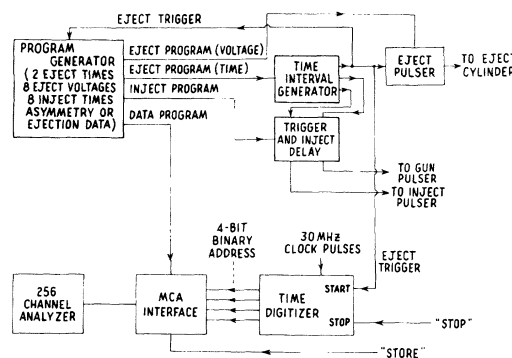 EJECT TRIGGER
PROGRAM
GENERATOR
(2 EJECT TIMES
8 EJECT VOLTAGES
8 INJECT TIMES
ASYMMETRY OR
EJECTION DATA)
EJECT PROGRAM (VOLTAGE)
EJECT PROGRAM (TIME)
INJECT PROGRAM
DATA PROGRAM
TIME
INTERVAL
GENERATOR
EJECT
PULSER
TO EJECT
CYLINDER
TRIGGER
AND INJECT
DELAY
TO GUN
PULSER
TO INJECT
PULSER
4-BIT
BINARY
ADDRESS
30 MHz
CLOCK PULSES
EJECT
TRIGGER
256
CHANNEL
ANALYZER
MCA
INTERFACE
TIME
DIGITIZER
START
STOP
"STOP"
"STORE"